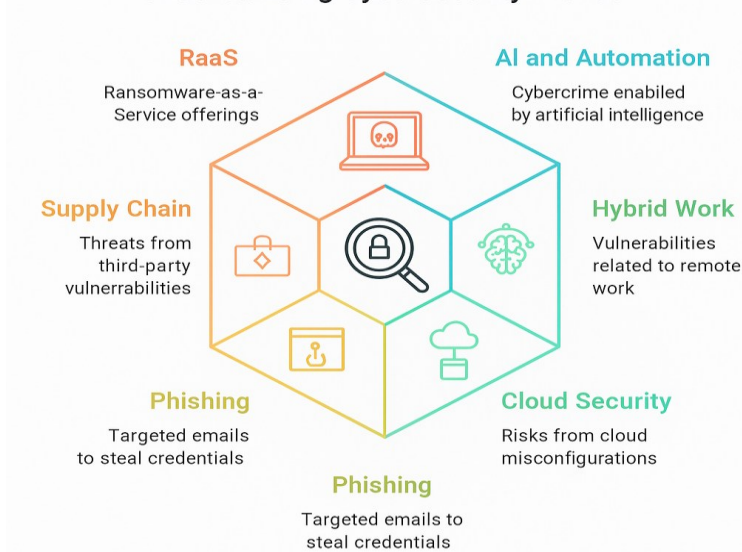 RaaS
Ransomware-as-a-
Service offerings
AI and Automation
Cybercrime enabiled
by artificial intelligence
Supply Chain
Threats from
third-party
vulnerrabilities
Hybrid Work
Vulnerabilities
related to remote
work
Phishing
Targeted emails
to steal credentials
Cloud Security
Risks from cloud
misconfigurations
Phishing
Targeted emails to
steal credentials